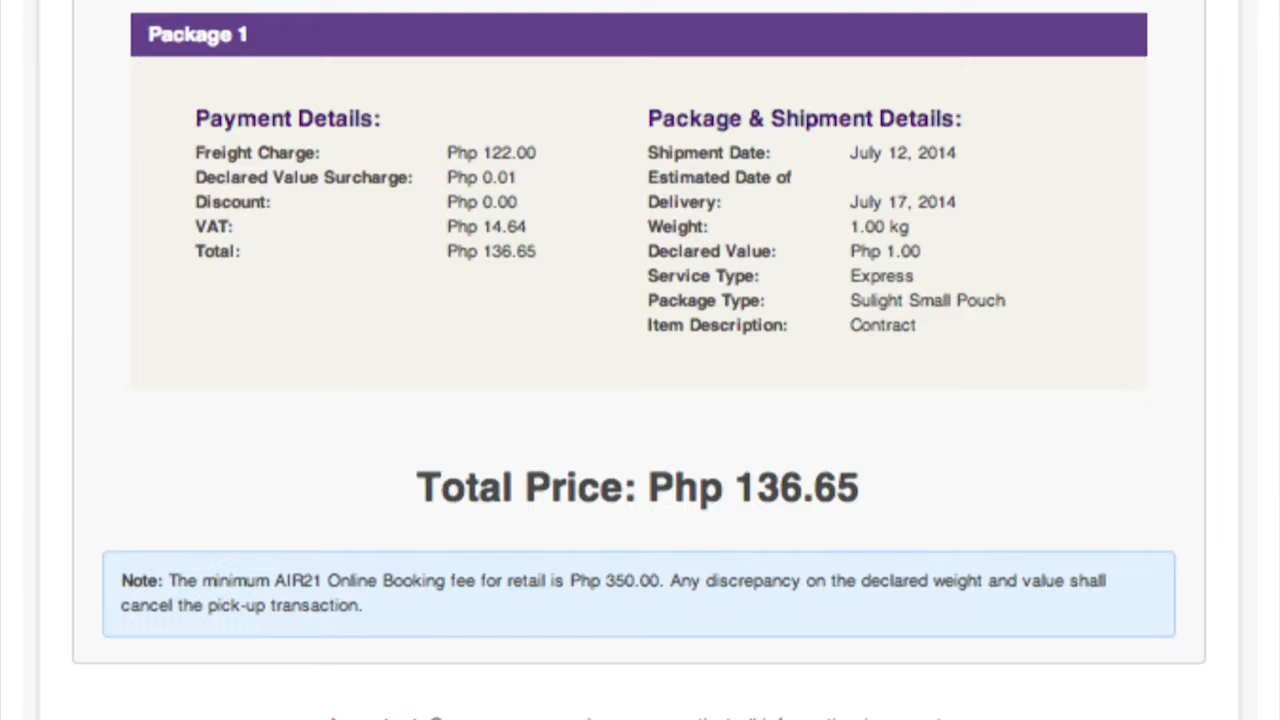 Package 1
Payment Details:
Freight Charge: Php 122.00
Declared Value Surcharge: Php 0.01
Discount: Php 0.00
VAT: Php 14.64
Total: Php 136.65
Package & Shipment Details:
Shipment Date: July 12, 2014
Estimated Date of
Delivery: July 17, 2014
Weight: 1.00 kg
Declared Value: Php 1.00
Service Type: Express
Package Type: Sulight Small Pouch
Item Description: Contract
Total Price: Php 136.65
Note: The minimum AIR21 Online Booking fee for retail is Php 350.00. Any discrepancy on the declared weight and value shall
cancel the pick-up transaction.